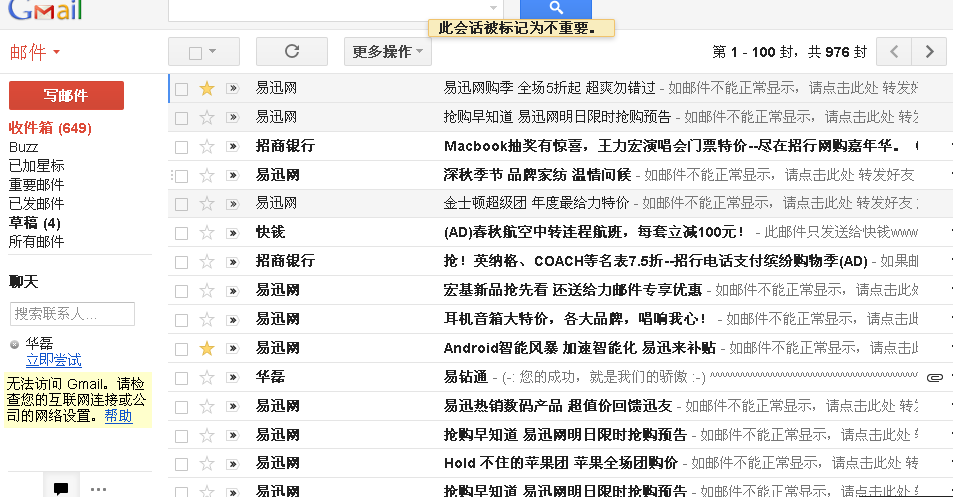 Gmail
此会话被标记为不重要。
邮件
更多操作
第 1 - 100 封，共 976 封
写邮件
收件箱 (649)
Buzz
已加星标
重要邮件
已发邮件
草稿 (4)
所有邮件
聊天
搜索联系人...
华磊
立即尝试
无法访问 Gmail。请检
查您的互联网连接或公
司的网络设置。帮助
易迅网 易迅网购季 全场5折起 超爽勿错过 - 如邮件不能正常显示，请点击此处 转发好
易迅网 抢购早知道 易迅网明日限时抢购预告 - 如邮件不能正常显示，请点击此处 转发
招商银行 Macbook抽奖有惊喜，王力宏演唱会门票特价--尽在招行网购嘉年华。（
易迅网 深秋季节 品牌家纺 温情问候 - 如邮件不能正常显示，请点击此处 转发好友
易迅网 金士顿超级团 年度最给力特价 - 如邮件不能正常显示，请点击此处 转发好友
快钱 (AD)春秋航空中转连程航班，每套立减100元！ - 此邮件只发送给快钱www
招商银行 抢！英纳格、COACH等名表7.5折--招行电话支付缤纷购物季(AD) - 如果邮
易迅网 宏基新品抢先看 还送给力邮件专享优惠 - 如邮件不能正常显示，请点击此处
易迅网 耳机音箱大特价，各大品牌，唱响我心！ - 如邮件不能正常显示，请点击此
易迅网 Android智能风暴 加速智能化 易迅来补贴 - 如邮件不能正常显示，请点击此
华磊 易钻通 - (-: 您的成功，就是我们的骄傲 :-)
易迅网 易迅热销数码产品 超值价回馈迅友 - 如邮件不能正常显示，请点击此处 转发
易迅网 抢购早知道 易迅网明日限时抢购预告 - 如邮件不能正常显示，请点击此处
易迅网 Hold 不住的苹果团 苹果全场团购价 - 如邮件不能正常显示，请点击此处 转
易迅网 抢购早知道 易迅网明日限时抢购预告 - 如邮件不能正常显示，请点击此处